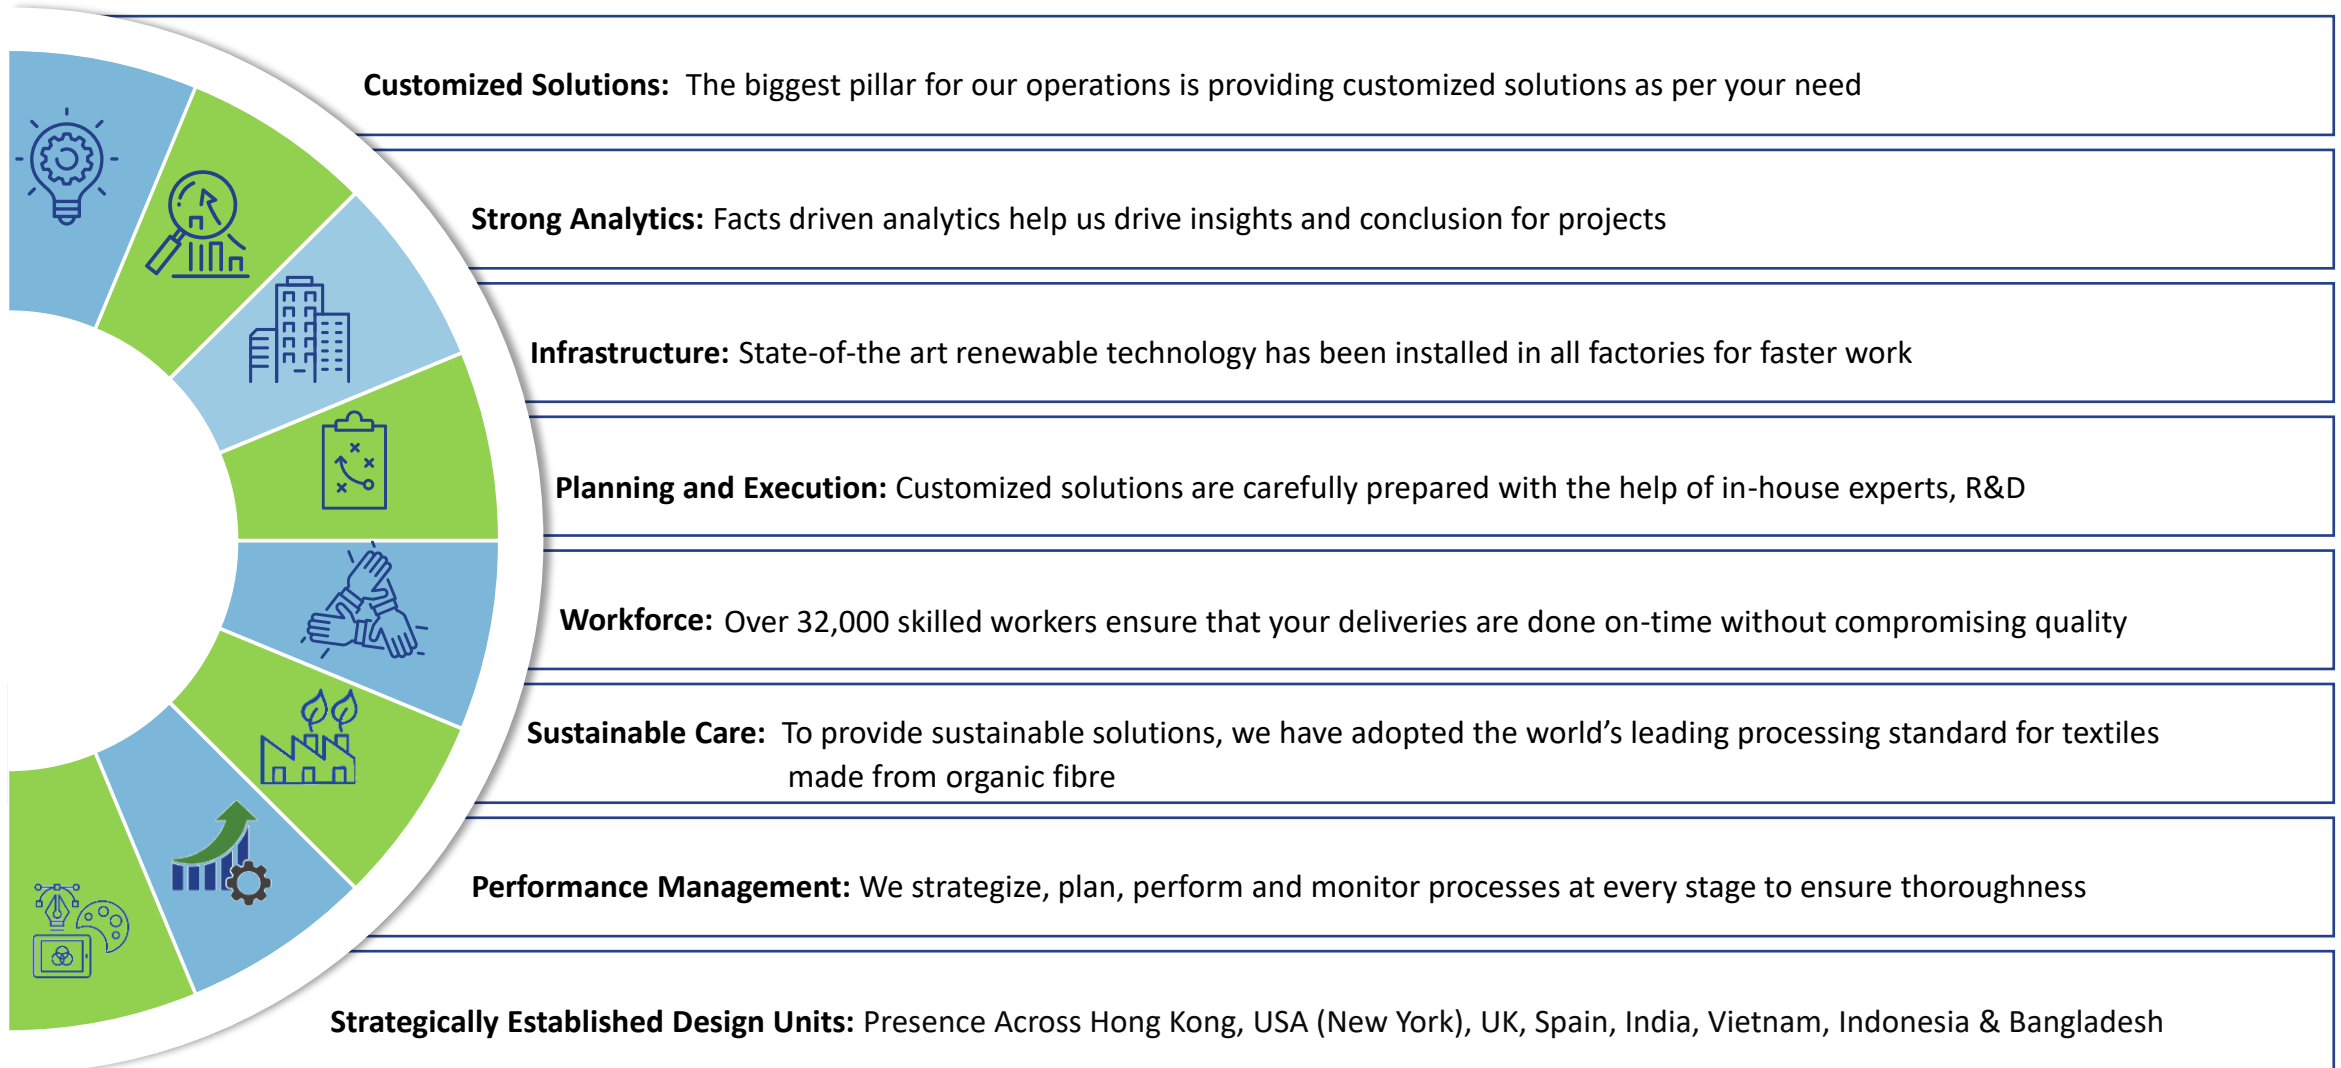 Customized Solutions: The biggest pillar for our operations is providing customized solutions as per your need
Strong Analytics: Facts driven analytics help us drive insights and conclusion for projects
Infrastructure: State-of-the art renewable technology has been installed in all factories for faster work
Planning and Execution: Customized solutions are carefully prepared with the help of in-house experts, R&D
Workforce: Over 32,000 skilled workers ensure that your deliveries are done on-time without compromising quality
Sustainable Care: To provide sustainable solutions, we have adopted the world’s leading processing standard for textiles
made from organic fibre
Performance Management: We strategize, plan, perform and monitor processes at every stage to ensure thoroughness
Strategically Established Design Units: Presence Across Hong Kong, USA (New York), UK, Spain, India, Vietnam, Indonesia & Bangladesh